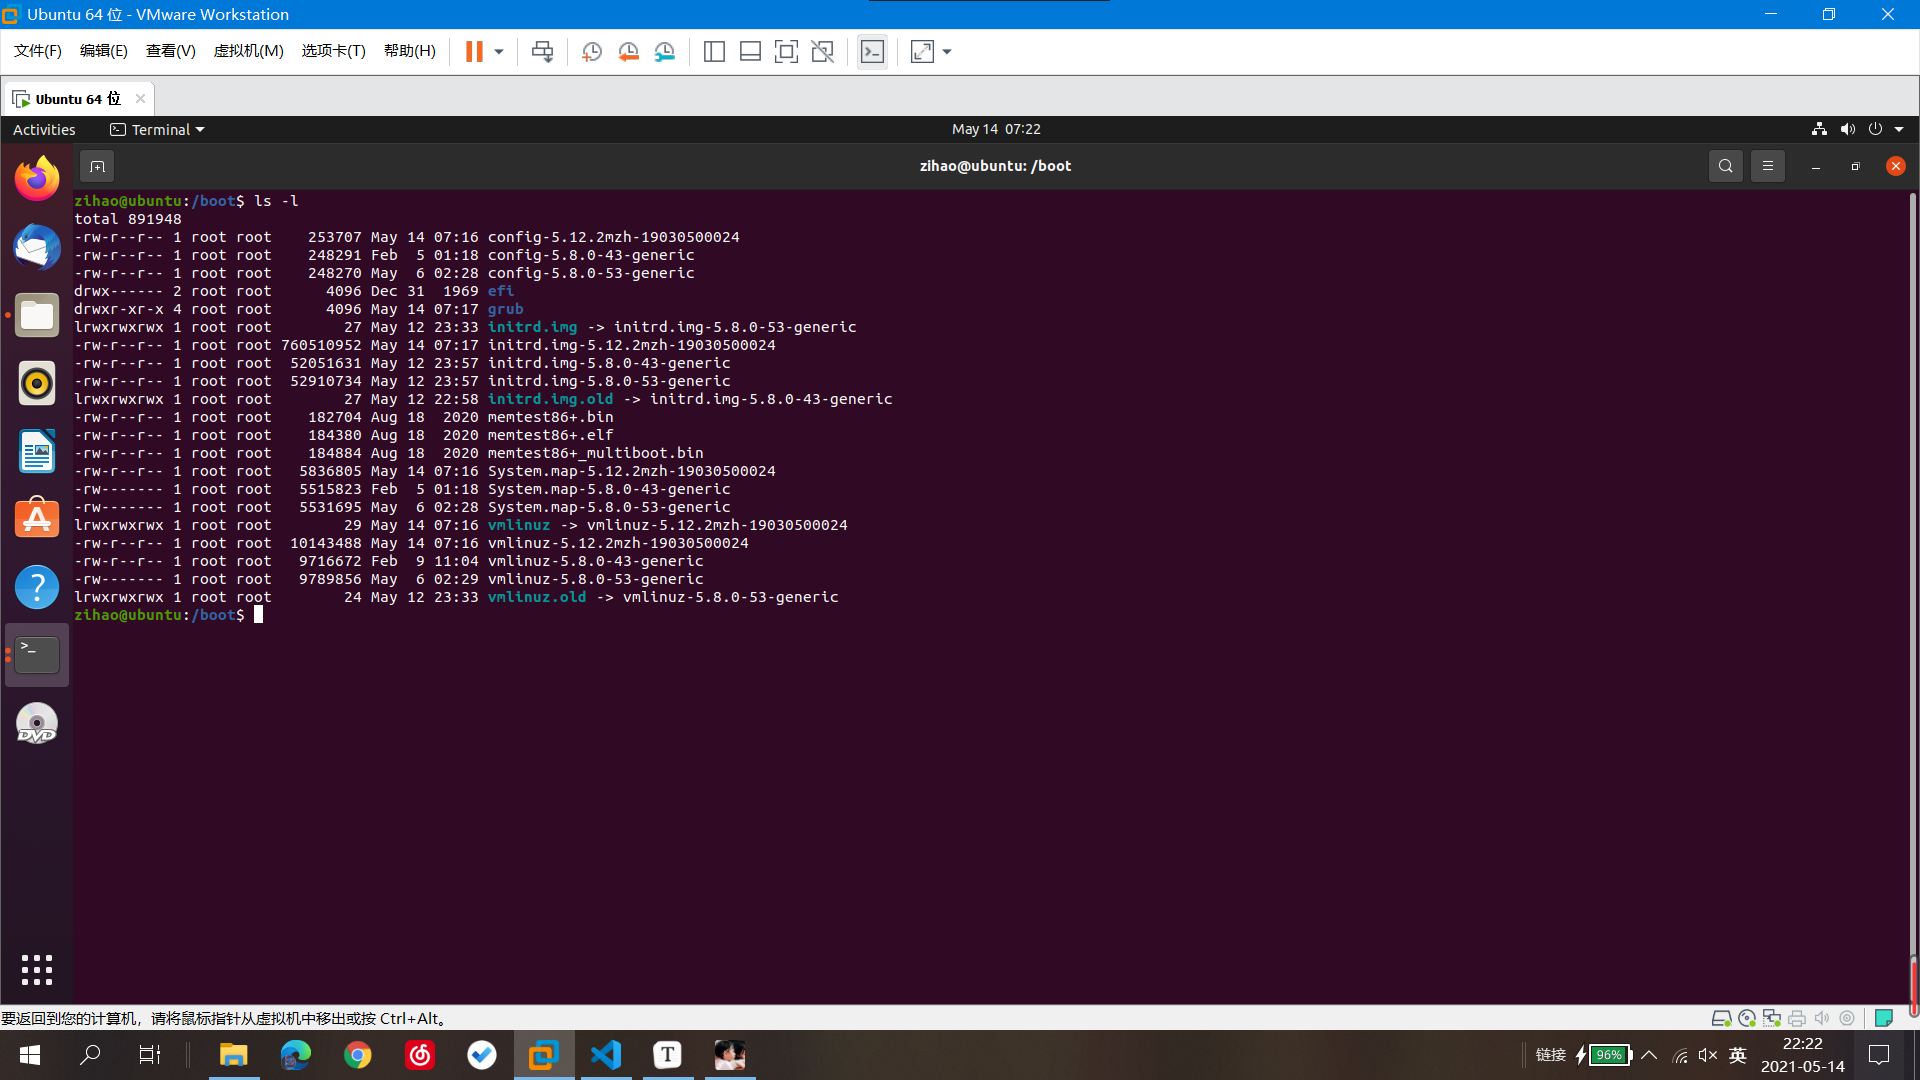 Ubuntu 64 位 - VMware Workstation
文件(F) 编辑(E) 查看(V) 虚拟机(M) 选项卡(T) 帮助(H)
Ubuntu 64 位
Activities Terminal May 14 07:22
zihao@ubuntu: /boot
zihao@ubuntu:/boot$ ls -l
total 891948
-rw-r--r-- 1 root root    253707 May 14 07:16 config-5.12.2mzh-19030500024
-rw-r--r-- 1 root root    248291 Feb  5 01:18 config-5.8.0-43-generic
-rw-r--r-- 1 root root    248270 May  6 02:28 config-5.8.0-53-generic
drwx------ 2 root root      4096 Dec 31  1969 efi
drwxr-xr-x 4 root root      4096 May 14 07:17 grub
lrwxrwxrwx 1 root root        27 May 12 23:33 initrd.img -> initrd.img-5.8.0-53-generic
-rw-r--r-- 1 root root 760510952 May 14 07:17 initrd.img-5.12.2mzh-19030500024
-rw-r--r-- 1 root root  52051631 May 12 23:57 initrd.img-5.8.0-43-generic
-rw-r--r-- 1 root root  52910734 May 12 23:57 initrd.img-5.8.0-53-generic
lrwxrwxrwx 1 root root        27 May 12 22:58 initrd.img.old -> initrd.img-5.8.0-43-generic
-rw-r--r-- 1 root root    182704 Aug 18  2020 memtest86+.bin
-rw-r--r-- 1 root root    184380 Aug 18  2020 memtest86+.elf
-rw-r--r-- 1 root root    184884 Aug 18  2020 memtest86+_multiboot.bin
-rw-r--r-- 1 root root   5836805 May 14 07:16 System.map-5.12.2mzh-19030500024
-rw------- 1 root root   5515823 Feb  5 01:18 System.map-5.8.0-43-generic
-rw------- 1 root root   5531695 May  6 02:28 System.map-5.8.0-53-generic
lrwxrwxrwx 1 root root        29 May 14 07:16 vmlinuz -> vmlinuz-5.12.2mzh-19030500024
-rw-r--r-- 1 root root  10143488 May 14 07:16 vmlinuz-5.12.2mzh-19030500024
-rw-r--r-- 1 root root   9716672 Feb  9 11:04 vmlinuz-5.8.0-43-generic
-rw------- 1 root root   9789856 May  6 02:29 vmlinuz-5.8.0-53-generic
lrwxrwxrwx 1 root root        24 May 12 23:33 vmlinuz.old -> vmlinuz-5.8.0-53-generic
zihao@ubuntu:/boot$
DVD
要返回到您的计算机，请将鼠标指针从虚拟机中移出或按 Ctrl+Alt。
链接 96% 英 22:22
2021-05-14